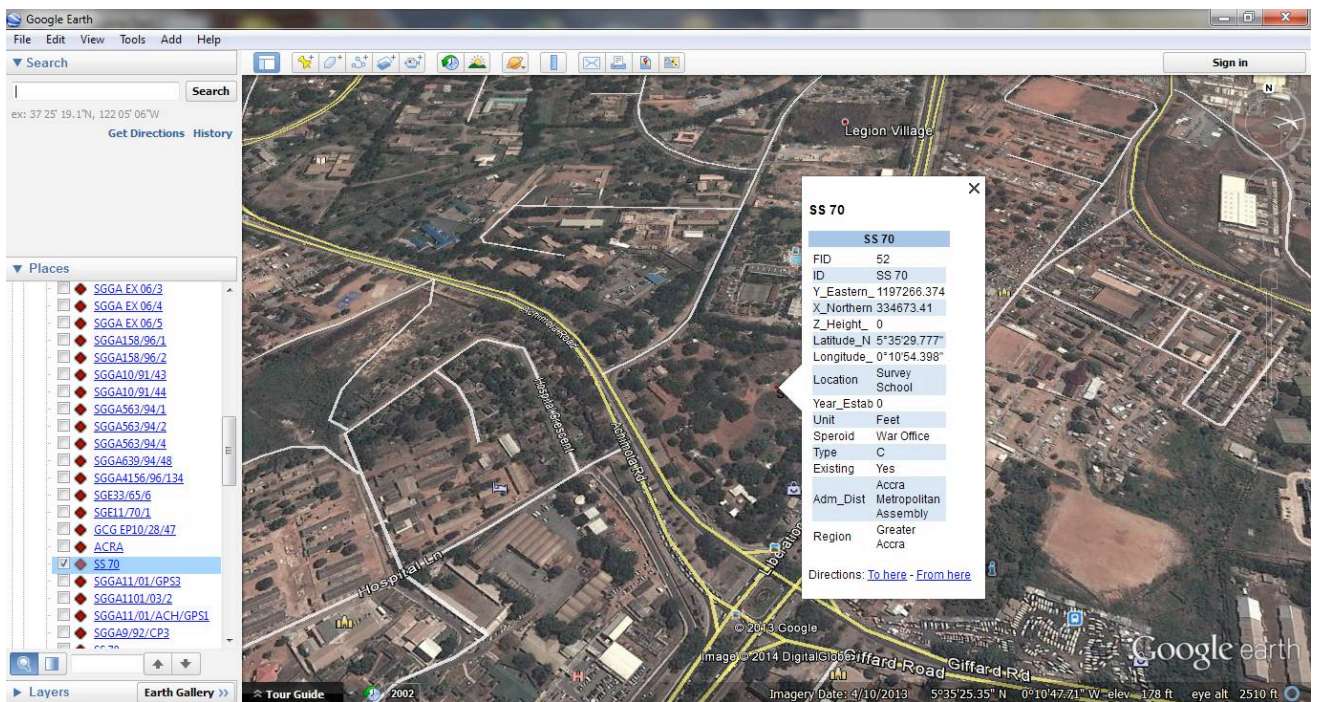 Google Earth
File Edit View Tools Add Help
Search
Sign in
Search
ex: 37 25' 19.1"N, 122 05' 06"W
Get Directions History
Places
SGGA EX 06/3
SGGA EX 06/4
SGGA EX 06/5
SGGA158/96/1
SGGA158/96/2
SGGA10/91/43
SGGA10/91/44
SGGA563/94/1
SGGA563/94/2
SGGA563/94/4
SGGA639/94/48
SGGA4156/96/134
SGE33/65/6
SGE11/70/1
GCG EP10/28/47
ACRA
SS 70
SGGA11/01/GPS3
SGGA1101/03/2
SGGA11/01/ACH/GPS1
SGGA9/92/CP3
Layers
Earth Gallery >>
N
Legion Village
Achimola Road
Hospital Crescent
Achimola Rd
Hospital Ln
Liberation
SS 70
SS 70
FID 52
ID SS 70
Y_Eastern_ 1197266.374
X_Northern 334673.41
Z_Height_ 0
Latitude_N 5°35'29.777"
Longitude_ 0°10'54.398"
Location Survey
School
Year_Estab 0
Unit Feet
Speroid War Office
Type C
Existing Yes
Adm_Dist Accra
Metropolitan
Assembly
Region Greater
Accra
Directions: To here - From here
© 2013 Google
Image © 2014 DigitalGlobe
Giffard Road
Giffard Rd
Google earth
H
Tour Guide
2002
Imagery Date: 4/10/2013 5°35'25.35" N 0°10'47.71" W elev 178 ft eye alt 2510 ft